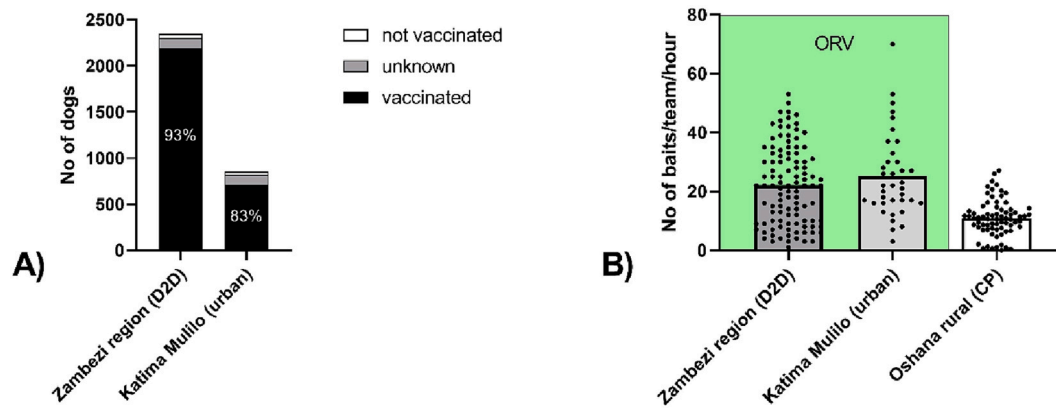 2500
2000
1500
1000
500
0
No of dogs
93%
83%
Zambezi region (D2D)
Katima Mulilo (urban)
not vaccinated
unknown
vaccinated
A)
80
60
40
20
0
No of baits/team/hour
ORV
Zambezi region (D2D)
Katima Mulilo (urban)
Oshana rural (CP)
B)